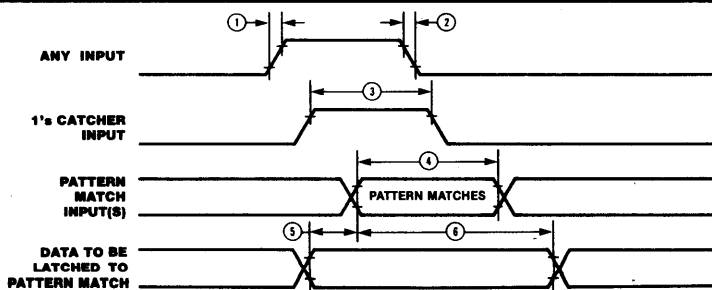 1
2
ANY INPUT
3
1's CATCHER
INPUT
4
PATTERN
MATCH
INPUT(S)
PATTERN MATCHES
5
6
DATA TO BE
LATCHED TO
PATTERN MATCH